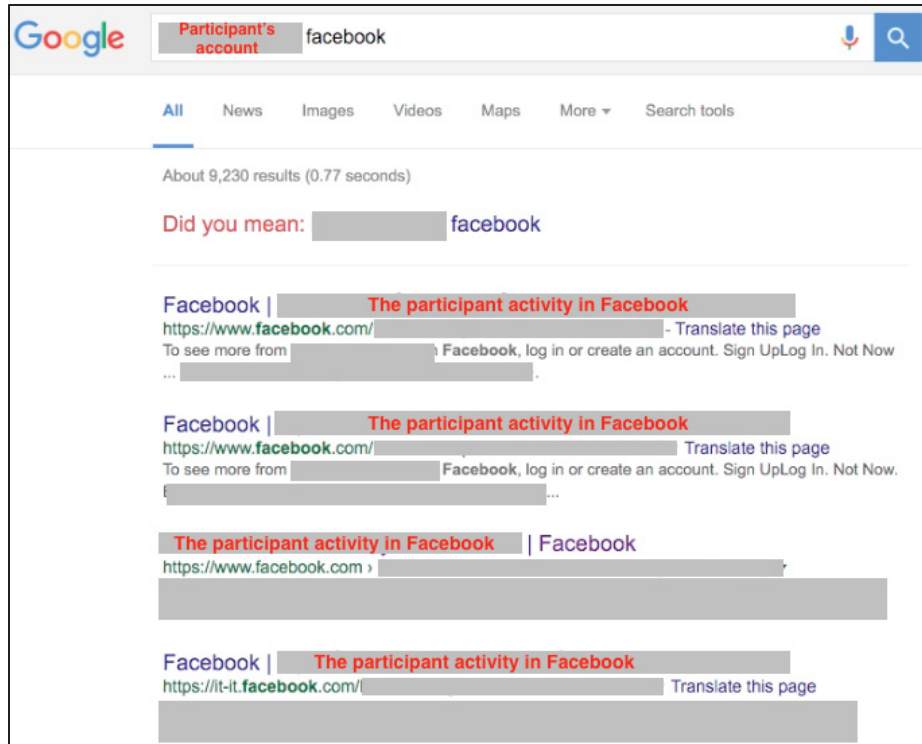 Google
Participant's account facebook
All News Images Videos Maps More Search tools
About 9,230 results (0.77 seconds)
Did you mean: facebook
Facebook | The participant activity in Facebook
https://www.facebook.com/ - Translate this page
To see more from Facebook, log in or create an account. Sign UpLog In. Not Now
... .
Facebook | The participant activity in Facebook
https://www.facebook.com/ Translate this page
To see more from Facebook, log in or create an account. Sign UpLog In. Not Now.
...
The participant activity in Facebook | Facebook
https://www.facebook.com ›
Facebook | The participant activity in Facebook
https://it-it.facebook.com/ Translate this page